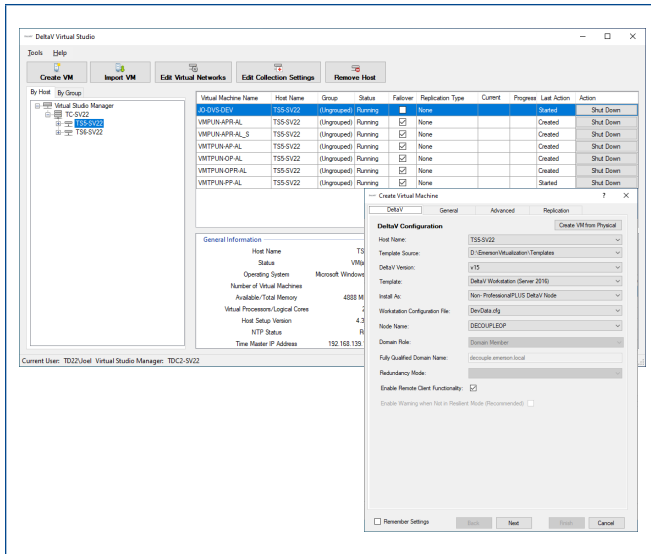 DeltaV Virtual Studio
Tools Help
Create VM Import VM Edit Virtual Networks Edit Collection Settings Remove Host
By Host By Group
Virtual Studio Manager
TC-SV22
TS5-SV22
TS6-SV22
Virtual Machine Name Host Name Group Status Failover Replication Type Current Progress Last Action Action
JO-DVS-DEV TS5-SV22 (Ungrouped) Running None Started Shut Down
VMPUN-APR-AL TS5-SV22 (Ungrouped) Running None Created Shut Down
VMPUN-APR-AL_S TS5-SV22 (Ungrouped) Running None Created Shut Down
VMTPUN-AP-AL TS5-SV22 (Ungrouped) Running None Created Shut Down
VMTPUN-OP-AL TS5-SV22 (Ungrouped) Running None Created Shut Down
VMTPUN-OPR-AL TS5-SV22 (Ungrouped) Running None Created Shut Down
VMTPUN-PP-AL TS5-SV22 (Ungrouped) Running None Started Shut Down
General Information
Host Name TS
Status
Operating System Microsoft Windows
Number of Virtual Machines
Available/Total Memory 4888 M
Virtual Processors/Logical Cores 2
Host Setup Version 4.3
NTP Status R
Time Master IP Address 192.168.139.
Current User: TD22\Joel Virtual Studio Manager: TDC2-SV22
Create Virtual Machine
DeltaV General Advanced Replication
DeltaV Configuration Create VM from Physical
Host Name: TS5-SV22
Template Source: D:\EmersonVirtualization\Templates
DeltaV Version: v15
Template: DeltaV Workstation (Server 2016)
Install As: Non- ProfessionalPLUS DeltaV Node
Workstation Configuration File: DevData.cfg
Node Name: DECOUPLEOP
Domain Role: Domain Member
Fully Qualified Domain Name: decouple.emerson.local
Redundancy Mode:
Enable Remote Client Functionality:
Enable Warning when Not in Resilient Mode (Recommended)
Remember Settings Back Next Finish Cancel